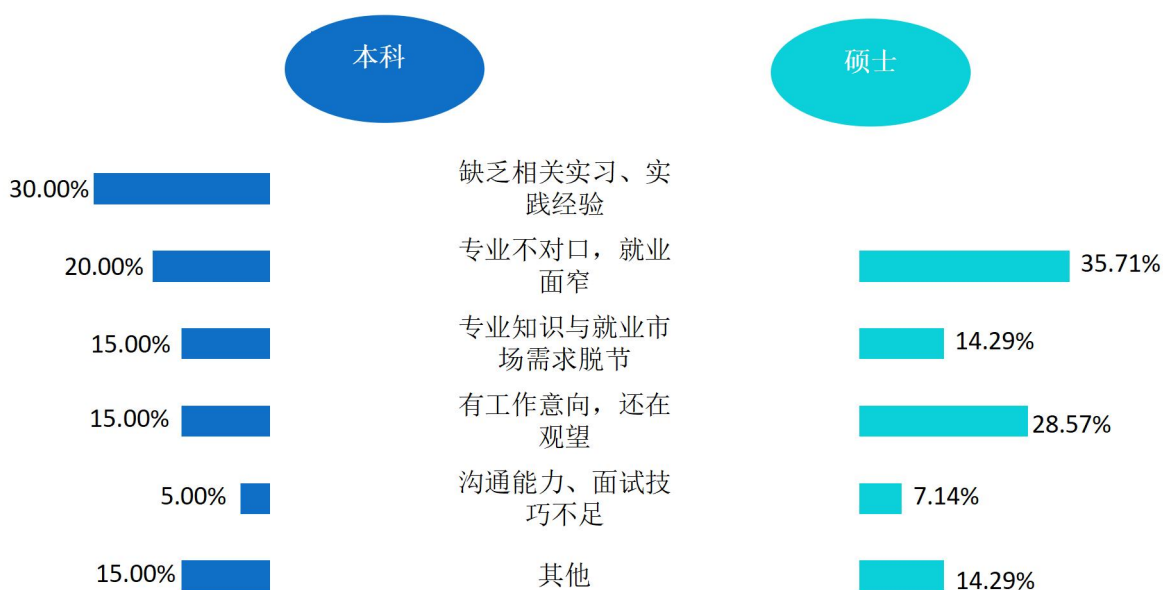 本科
硕士
30.00%
缺乏相关实习、实
践经验
20.00%
专业不对口，就业
面窄
35.71%
15.00%
专业知识与就业市
场需求脱节
14.29%
15.00%
有工作意向，还在
观望
28.57%
5.00%
沟通能力、面试技
巧不足
7.14%
15.00%
其他
14.29%